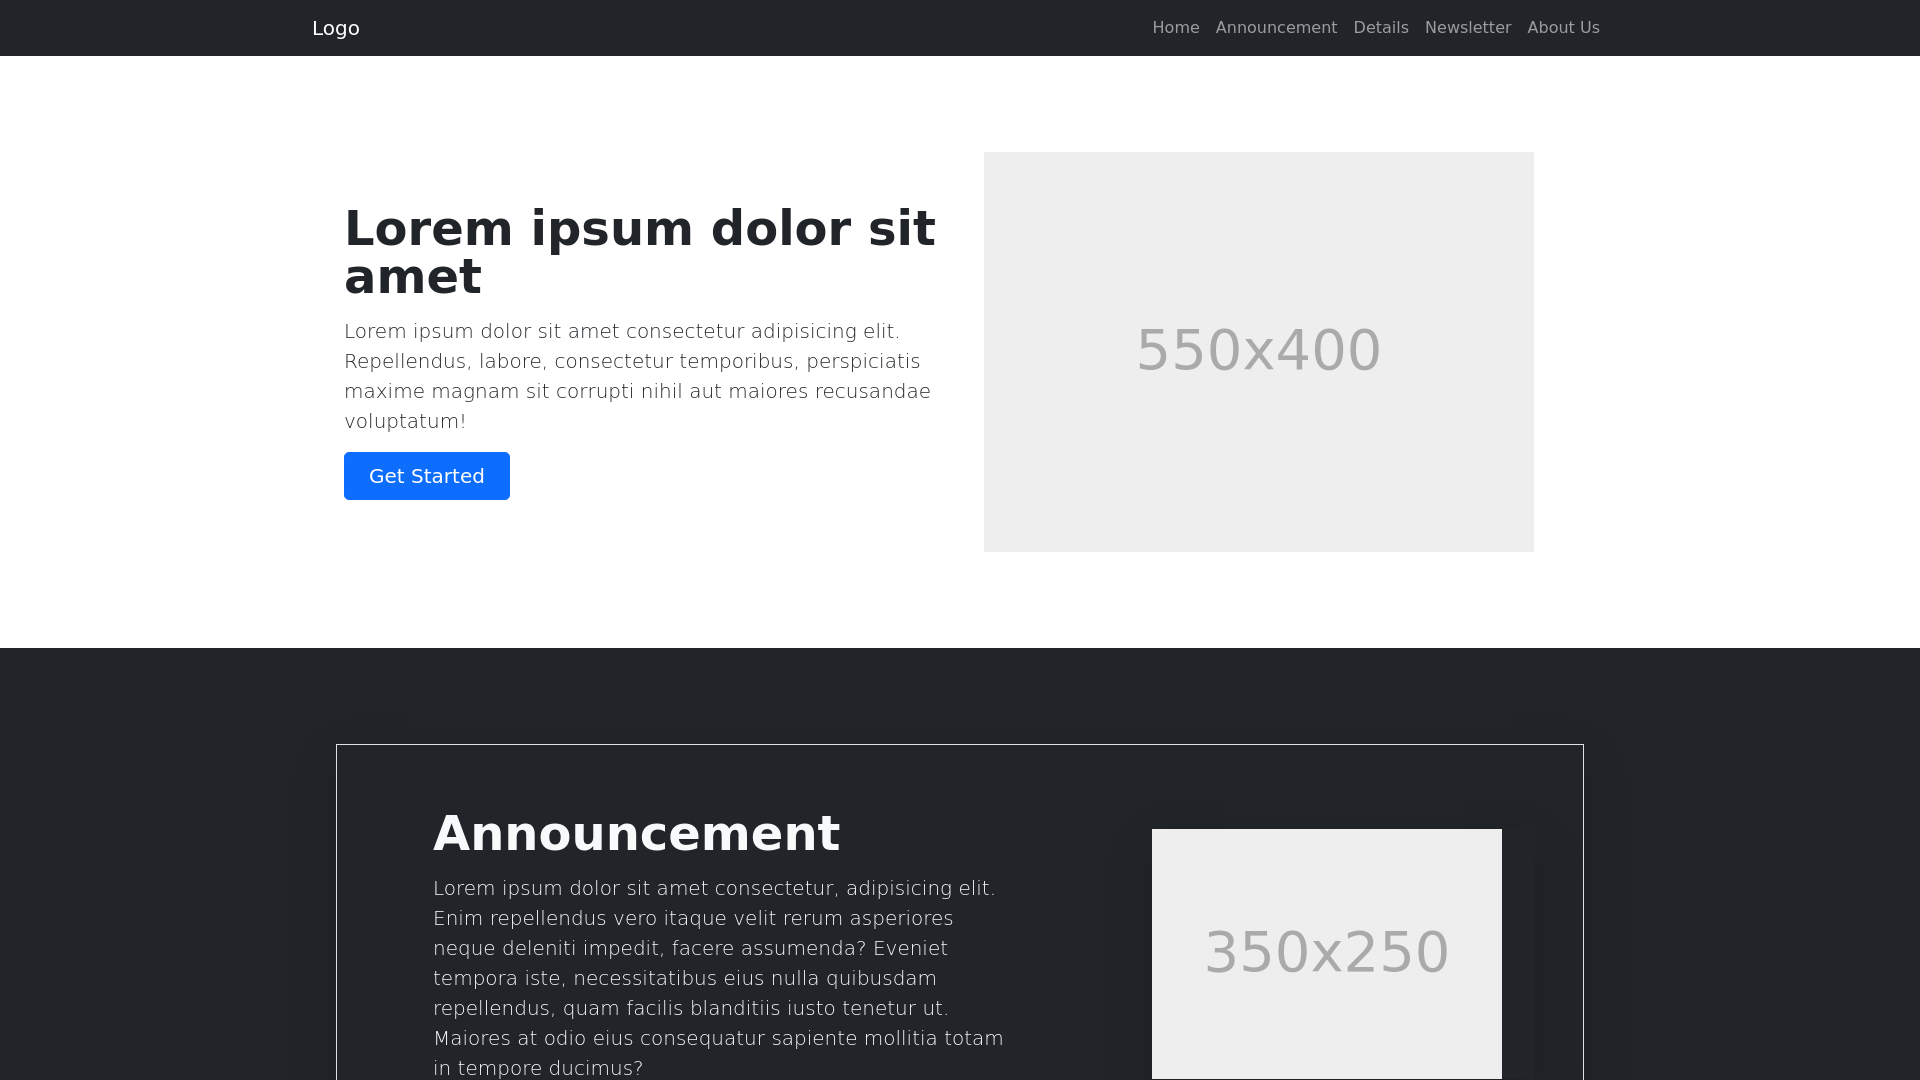 Logo
Home Announcement Details Newsletter About Us
Lorem ipsum dolor sit
amet
Lorem ipsum dolor sit amet consectetur adipisicing elit.
Repellendus, labore, consectetur temporibus, perspiciatis
maxime magnam sit corrupti nihil aut maiores recusandae
voluptatum!
Get Started
550x400
Announcement
Lorem ipsum dolor sit amet consectetur, adipisicing elit.
Enim repellendus vero itaque velit rerum asperiores
neque deleniti impedit, facere assumenda? Eveniet
tempora iste, necessitatibus eius nulla quibusdam
repellendus, quam facilis blanditiis iusto tenetur ut.
Maiores at odio eius consequatur sapiente mollitia totam
in tempore ducimus?
350x250